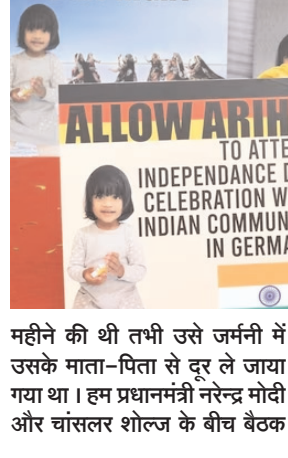 ALLOW ARIH
TO ATTE
INDEPENDANCE D
CELEBRATION W
INDIAN COMMUN
IN GERMA
महीने की थी तभी उसे जर्मनी में
उसके माता-पिता से दूर ले जाया
गया था। हम प्रधानमंत्री नरेन्द्र मोदी
और चांसलर शोल्ज के बीच बैठक